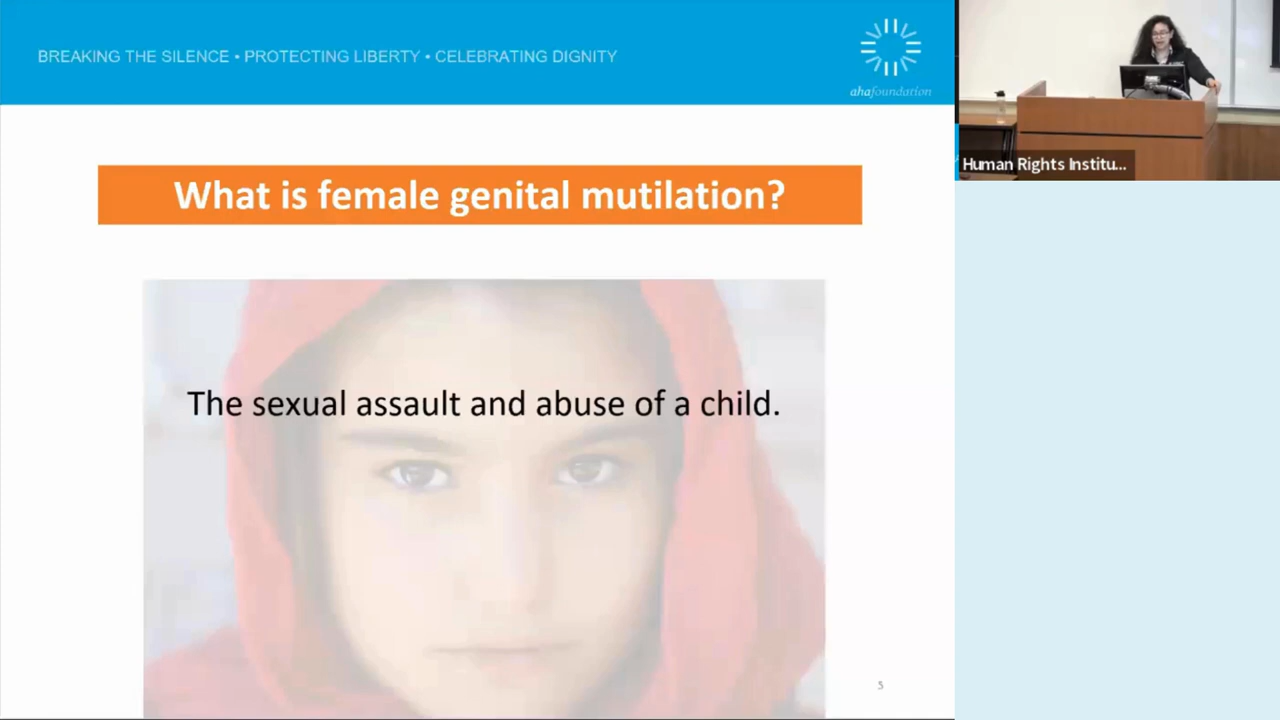 BREAKING THE SILENCE • PROTECTING LIBERTY • CELEBRATING DIGNITY
ahafoundation
What is female genital mutilation?
The sexual assault and abuse of a child.
5
Human Rights Institu...